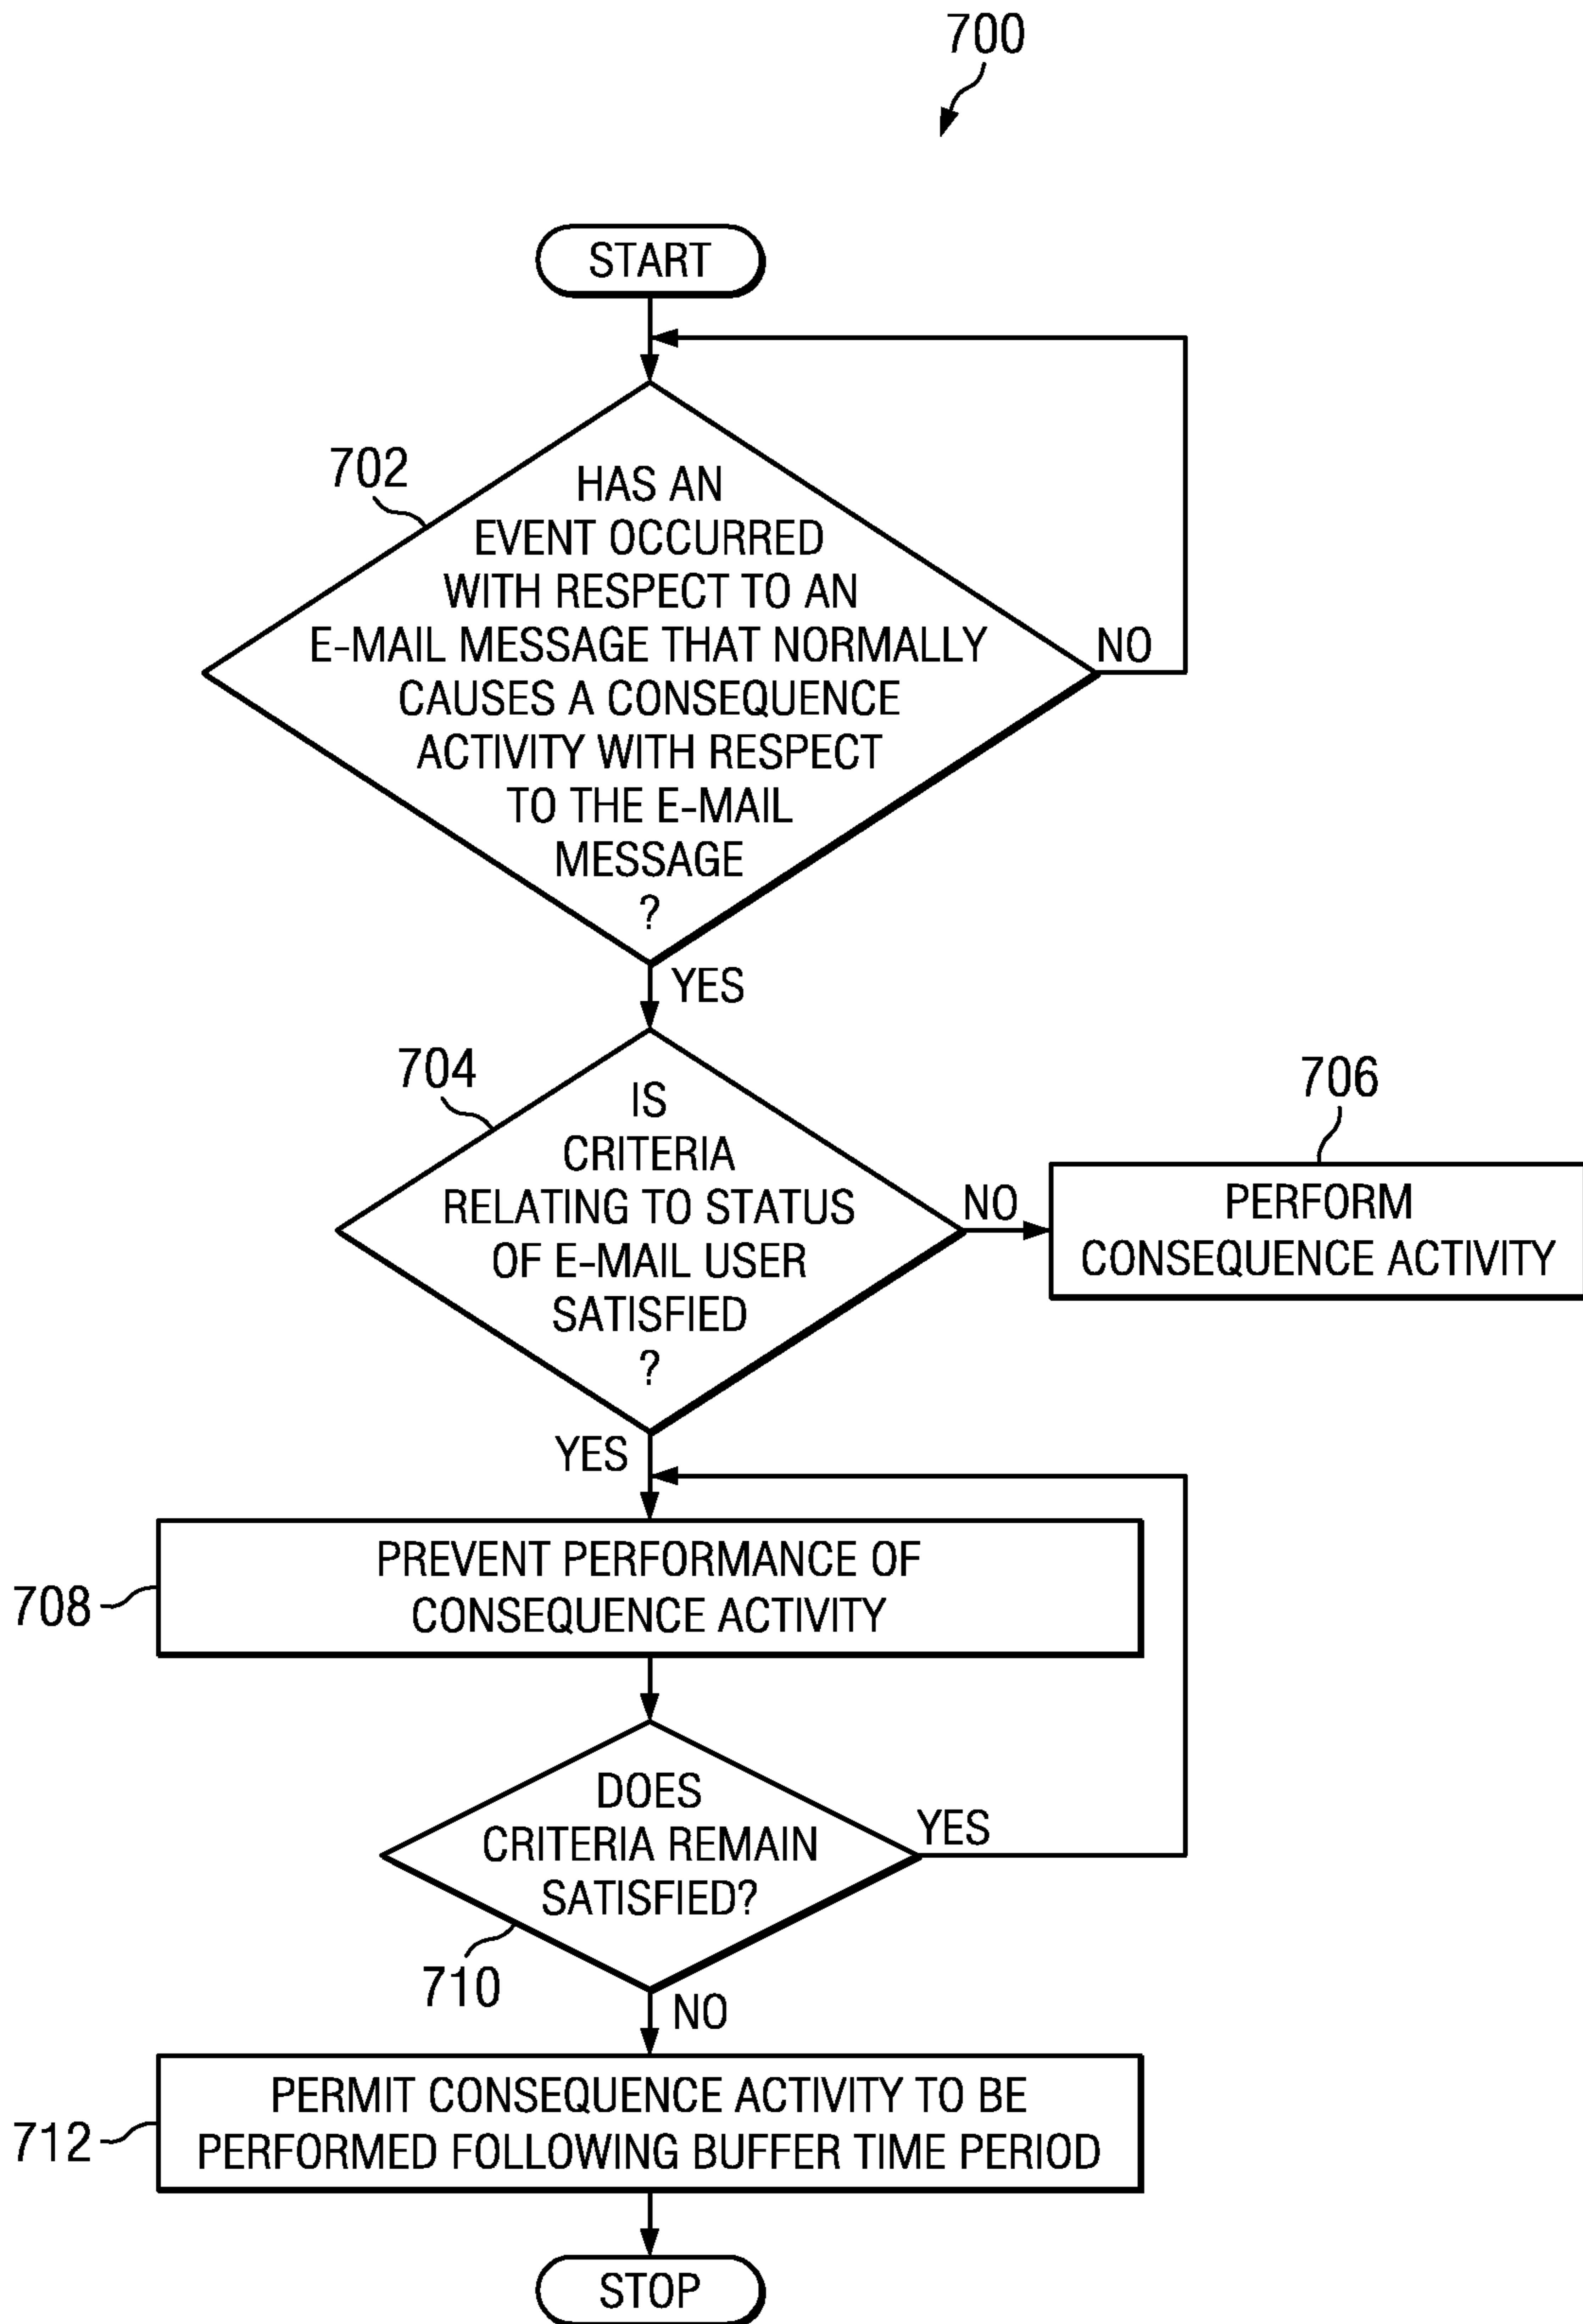 700
START
702
HAS AN
EVENT OCCURRED
WITH RESPECT TO AN
E-MAIL MESSAGE THAT NORMALLY
CAUSES A CONSEQUENCE
ACTIVITY WITH RESPECT
TO THE E-MAIL
MESSAGE
?
NO
YES
704
IS
CRITERIA
RELATING TO STATUS
OF E-MAIL USER
SATISFIED
?
NO
706
PERFORM
CONSEQUENCE ACTIVITY
YES
708
PREVENT PERFORMANCE OF
CONSEQUENCE ACTIVITY
DOES
CRITERIA REMAIN
SATISFIED?
YES
710
NO
712
PERMIT CONSEQUENCE ACTIVITY TO BE
PERFORMED FOLLOWING BUFFER TIME PERIOD
STOP